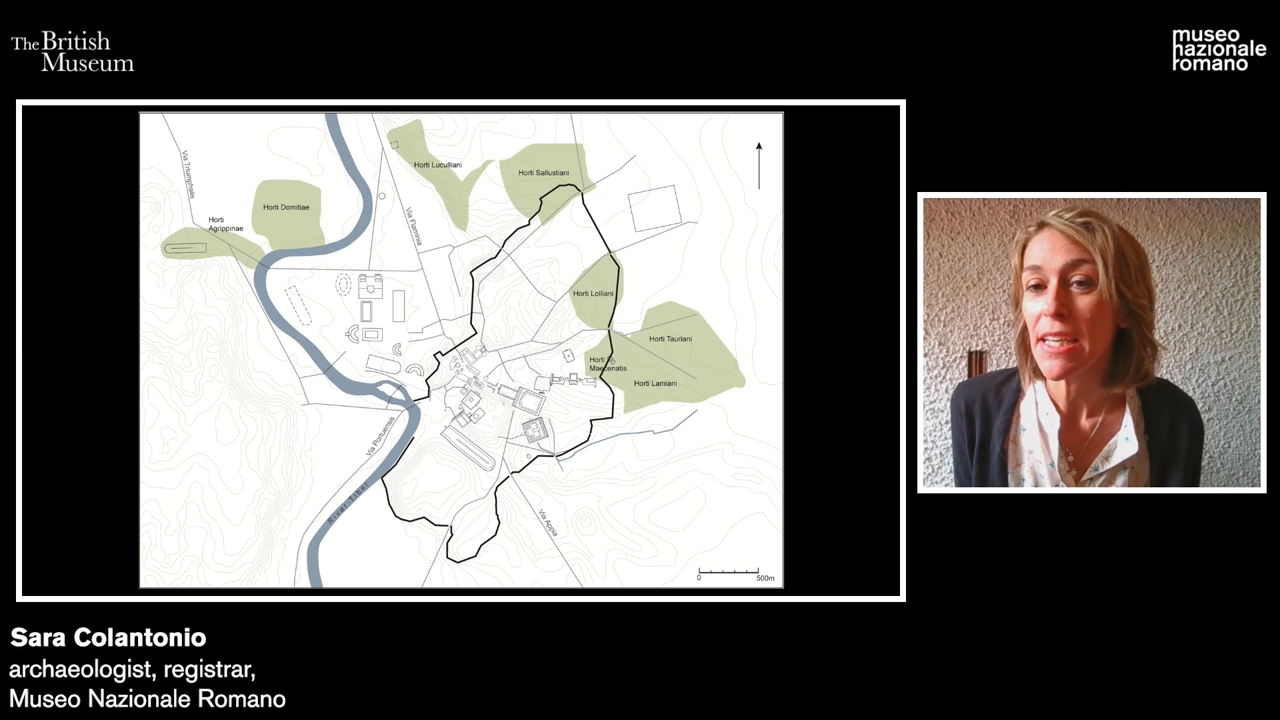 The British
Museum
museo
nazionale
romano
Via Triumphalis
Horti Luculliani
Horti Sallustiani
Horti Domitiae
Horti
Agrippinae
Via Flaminia
Horti Lolliani
Horti Tauriani
Horti
Maecenatis
Horti Lamiani
Via Portuensis
River Tiber
Via Appia
0 500m
Sara Colantonio
archaeologist, registrar,
Museo Nazionale Romano